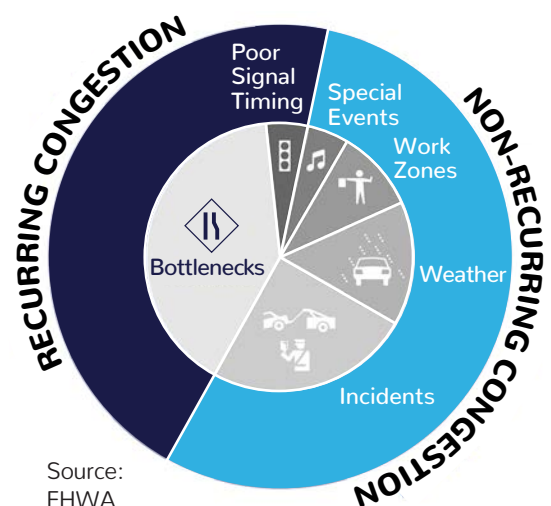 RECURRING CONGESTION
NON-RECURRING CONGESTION
Poor
Signal
Timing
Special
Events
Work
Zones
Weather
Incidents
Bottlenecks
Source:
FHWA